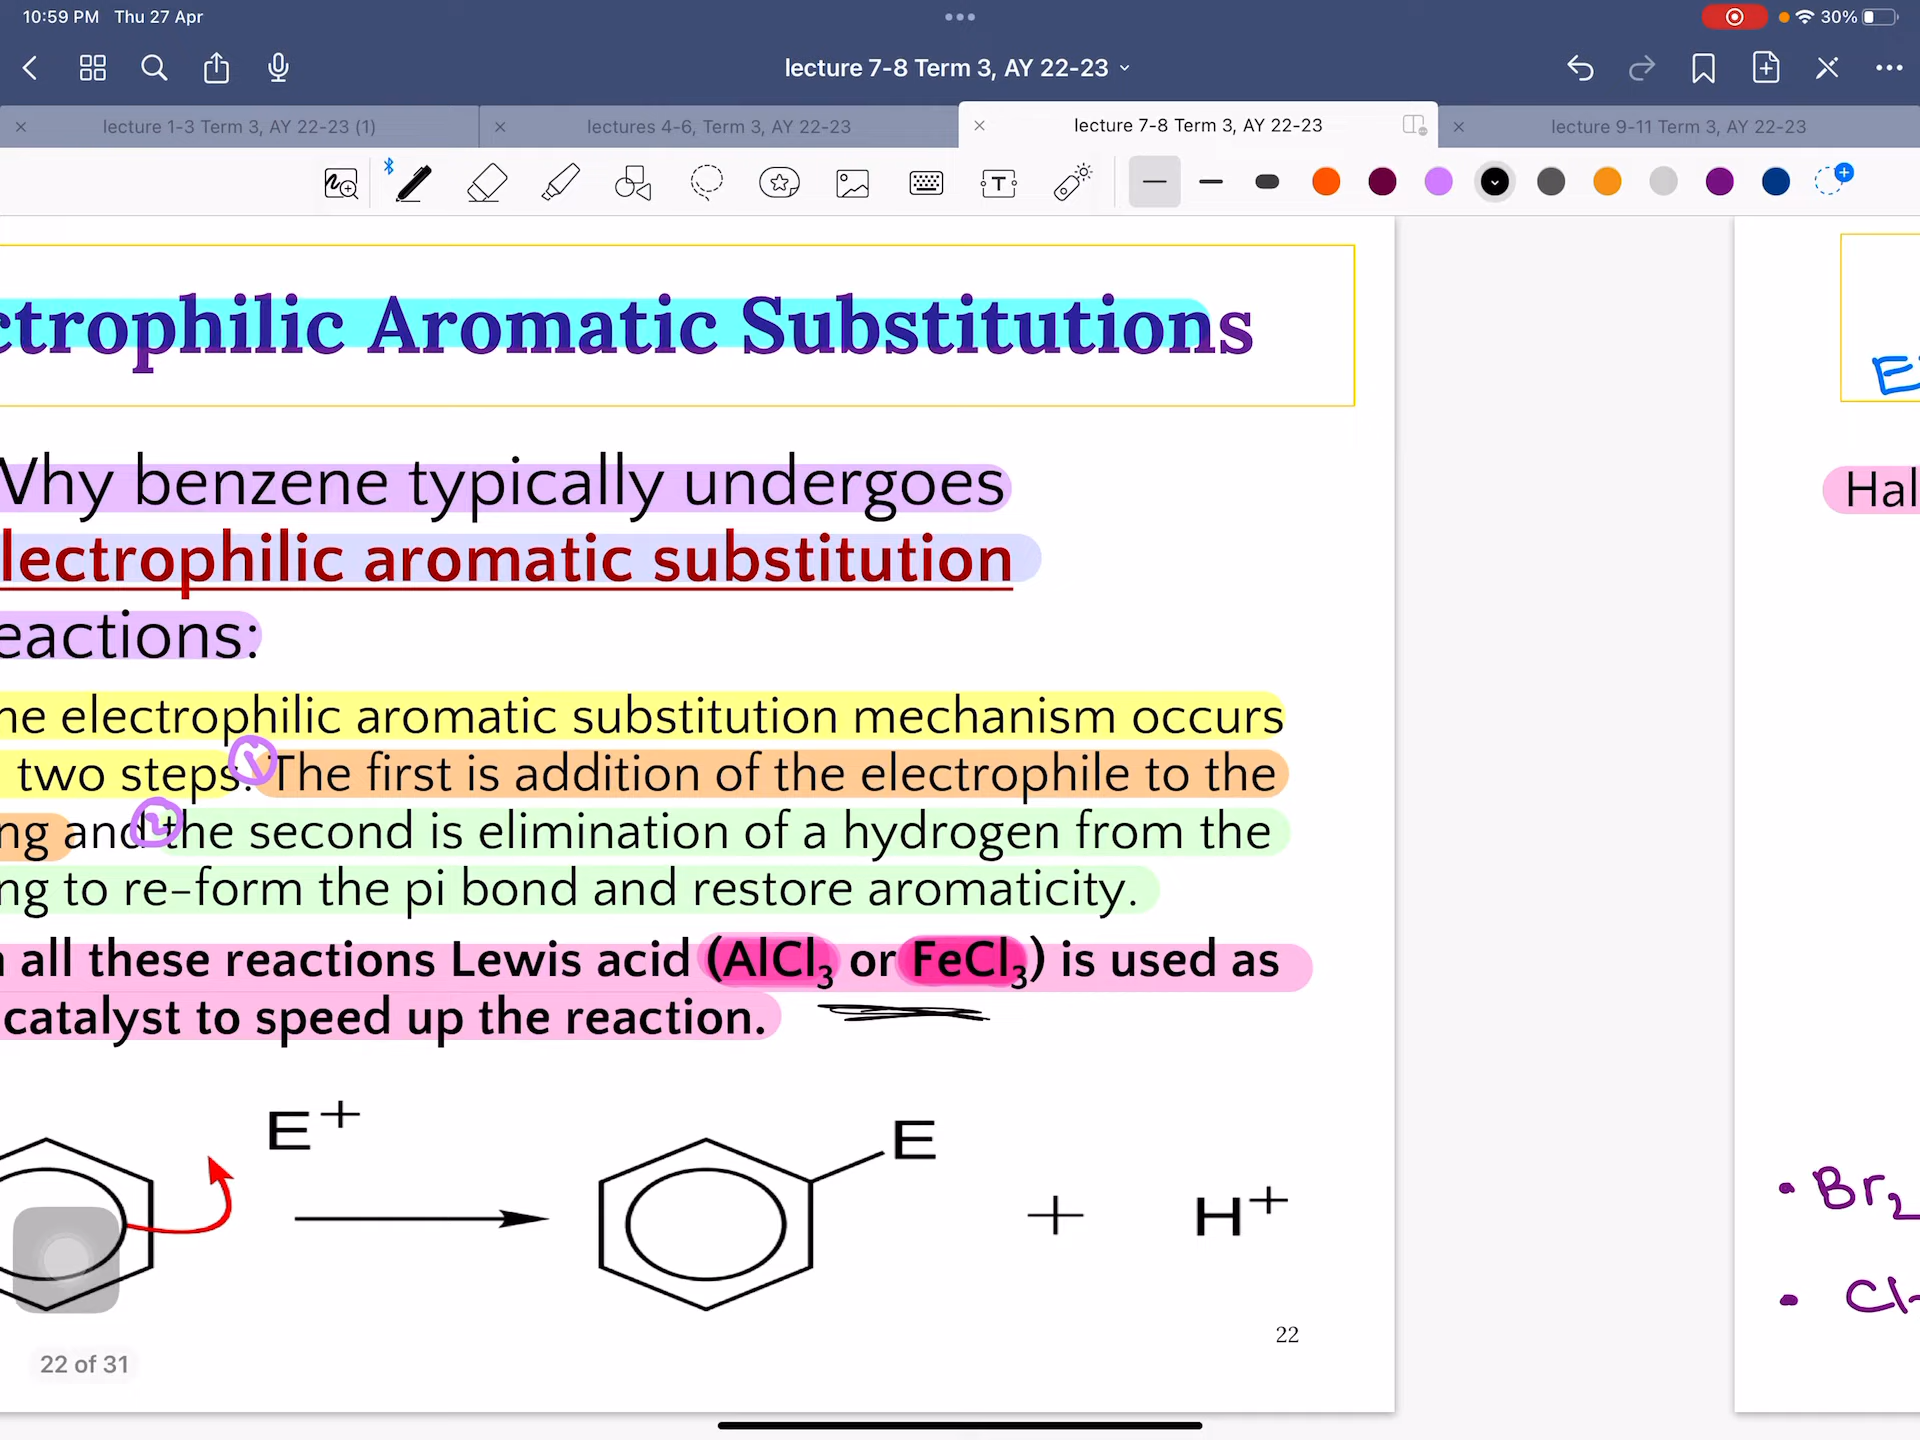 10:59 PM Thu 27 Apr
30%
lecture 7-8 Term 3, AY 22-23
lecture 1-3 Term 3, AY 22-23 (1)
lectures 4-6, Term 3, AY 22-23
lecture 7-8 Term 3, AY 22-23
lecture 9-11 Term 3, AY 22-23
T
ctrophilic Aromatic Substitutions
Why benzene typically undergoes
lectrophilic aromatic substitution
eactions:
he electrophilic aromatic substitution mechanism occurs
two steps. 1 The first is addition of the electrophile to the
ng and 2 the second is elimination of a hydrogen from the
ng to re-form the pi bond and restore aromaticity.
n all these reactions Lewis acid (AlCl₃ or FeCl₃) is used as
catalyst to speed up the reaction.
E⁺
E
+ H⁺
22
22 of 31
E
Hal
• Br₂
• Cl-